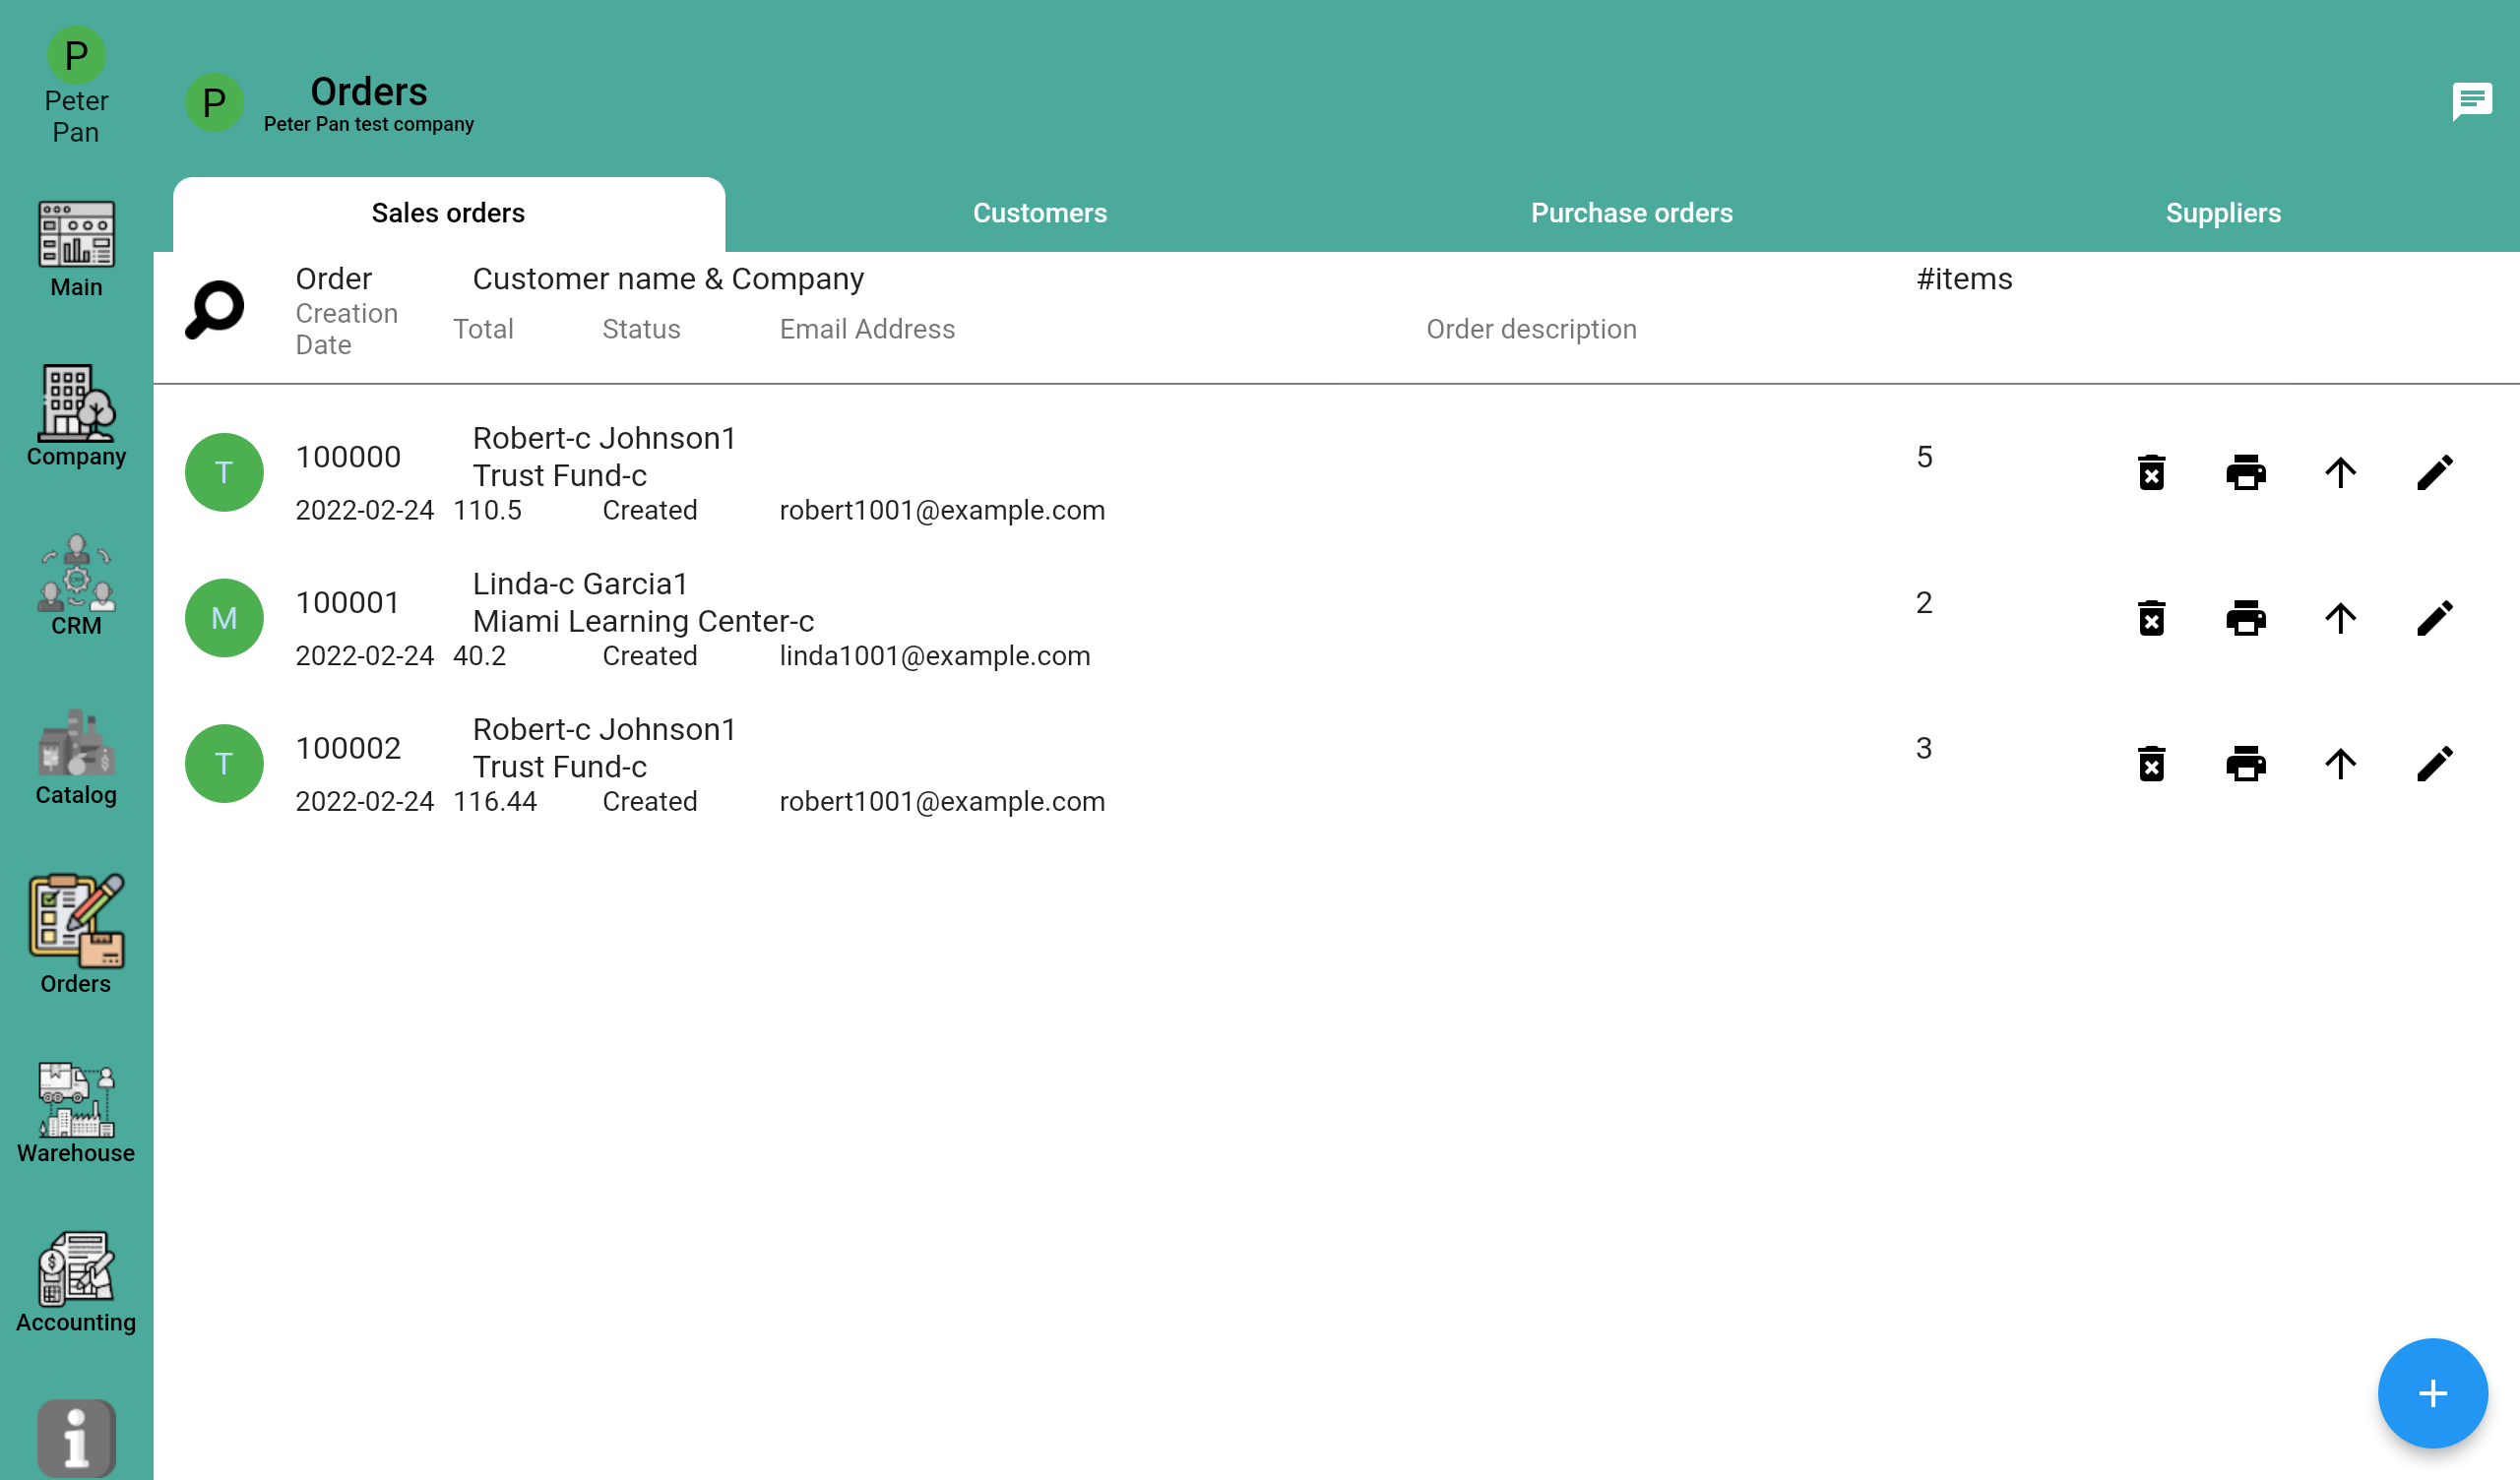 P
Peter
Pan
Main
Company
CRM
Catalog
Orders
Warehouse
Accounting
P
Orders
Peter Pan test company
Sales orders
Customers
Purchase orders
Suppliers
Order
Customer name & Company
#items
Creation
Date
Total
Status
Email Address
Order description
T
100000
Robert-c Johnson1
Trust Fund-c
5
2022-02-24
110.5
Created
robert1001@example.com
M
100001
Linda-c Garcia1
Miami Learning Center-c
2
2022-02-24
40.2
Created
linda1001@example.com
T
100002
Robert-c Johnson1
Trust Fund-c
3
2022-02-24
116.44
Created
robert1001@example.com